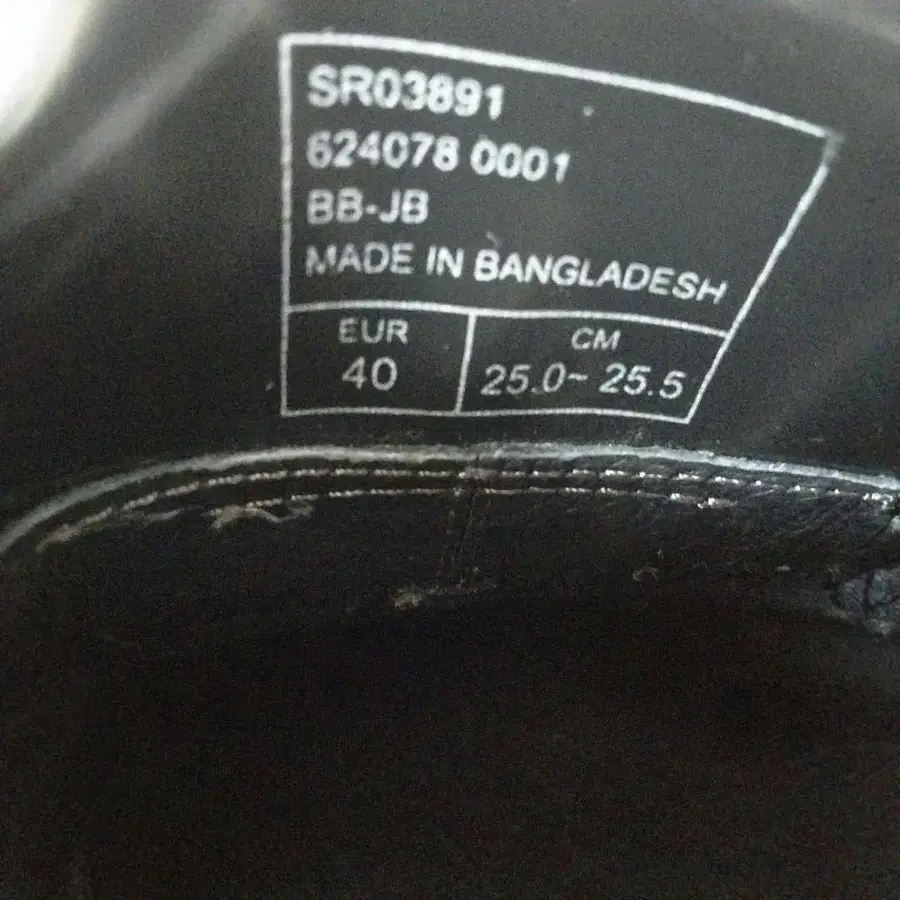 SR03891
624078 0001
BB-JB
MADE IN BANGLADESH
EUR
40
CM
25.0~ 25.5